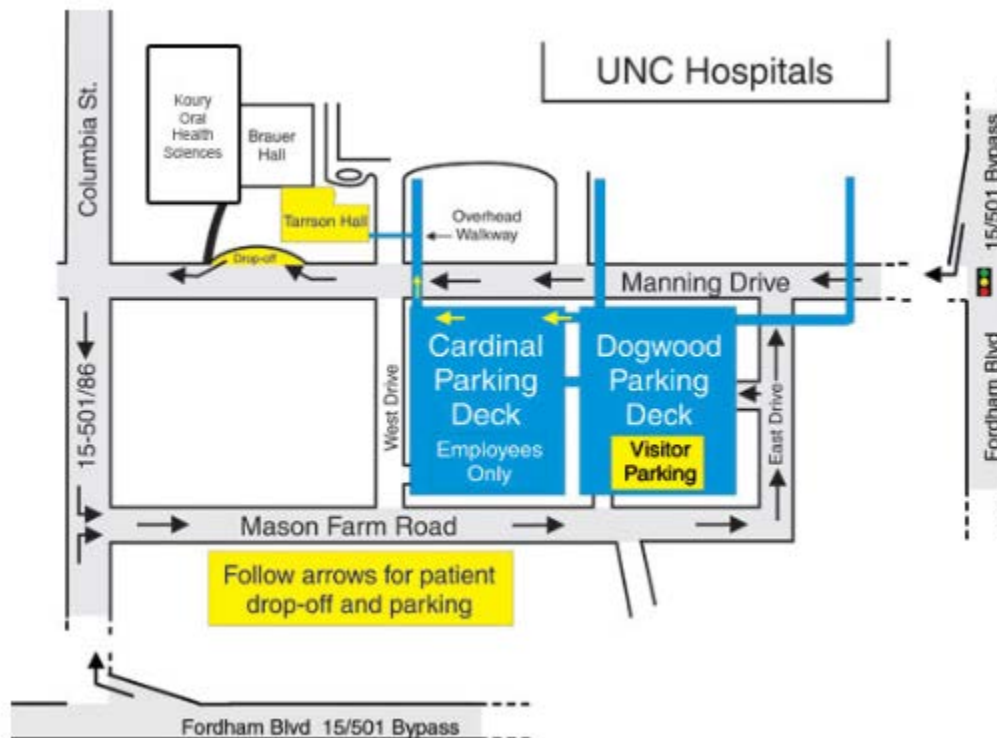 UNC Hospitals
Columbia St.
Koury
Oral
Health
Sciences
Brauer
Hall
Tarrson Hall
Overhead
Walkway
Drop-off
Manning Drive
15/501 Bypass
Fordham Blvd
15-501/86
West Drive
Cardinal
Parking
Deck
Employees
Only
Dogwood
Parking
Deck
Visitor
Parking
East Drive
Mason Farm Road
Follow arrows for patient
drop-off and parking
Fordham Blvd 15/501 Bypass